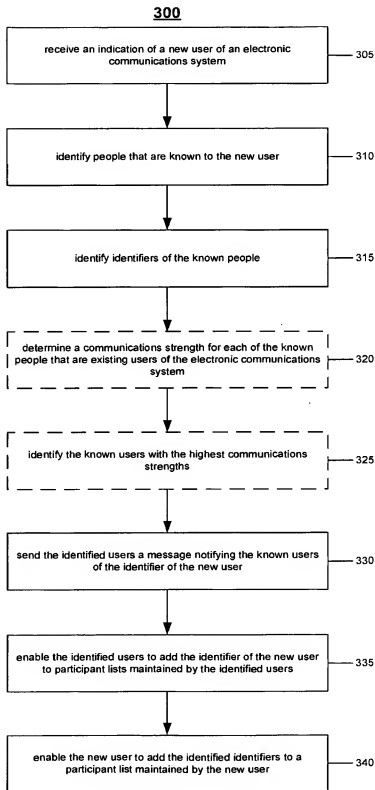 300
receive an indication of a new user of an electronic
communications system
305
identify people that are known to the new user
310
identify identifiers of the known people
315
determine a communications strength for each of the known
people that are existing users of the electronic communications
system
320
identify the known users with the highest communications
strengths
325
send the identified users a message notifying the known users
of the identifier of the new user
330
enable the identified users to add the identifier of the new user
to participant lists maintained by the identified users
335
enable the new user to add the identified identifiers to a
participant list maintained by the new user
340